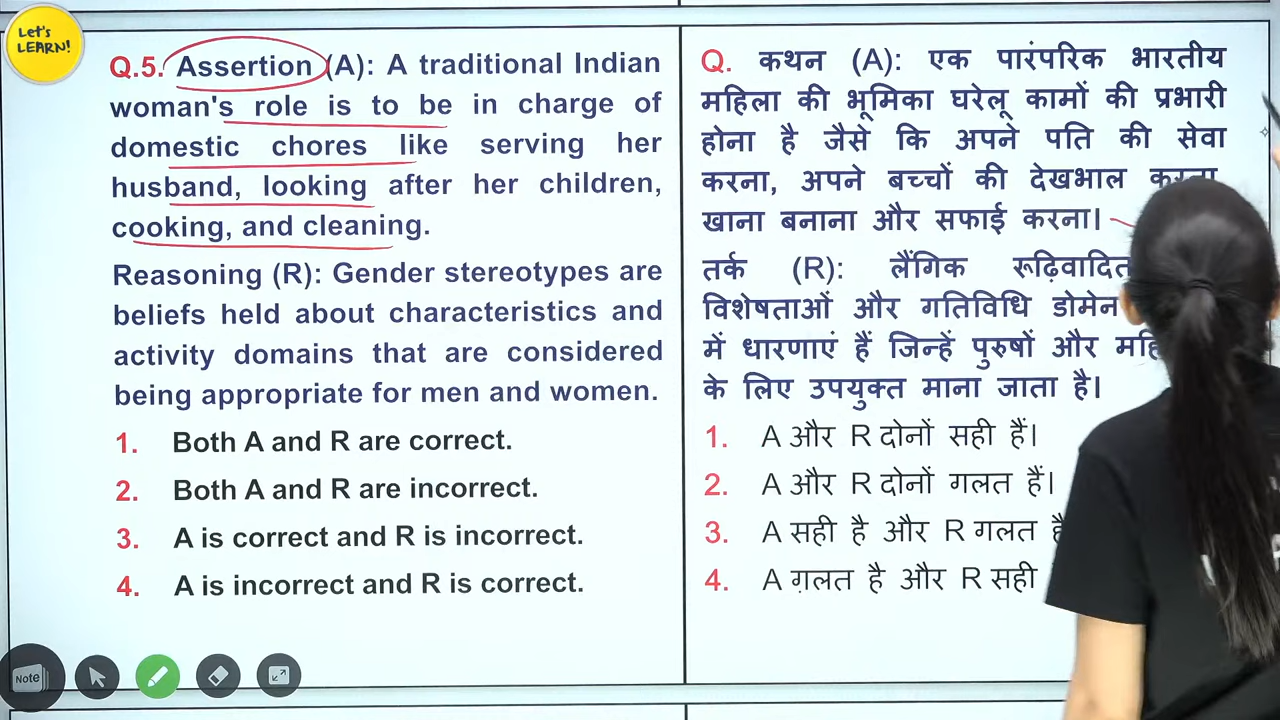 Let's
LEARN!
Q.5. Assertion (A): A traditional Indian
woman's role is to be in charge of
domestic chores like serving her
husband, looking after her children,
cooking, and cleaning.
Reasoning (R): Gender stereotypes are
beliefs held about characteristics and
activity domains that are considered
being appropriate for men and women.
1. Both A and R are correct.
2. Both A and R are incorrect.
3. A is correct and R is incorrect.
4. A is incorrect and R is correct.
Q. कथन (A): एक पारंपरिक भारतीय
महिला की भूमिका घरेलू कामों की प्रभारी
होना है जैसे कि अपने पति की सेवा
करना, अपने बच्चों की देखभाल करना,
खाना बनाना और सफाई करना।
तर्क (R): लैंगिक
विशेषताओं और गतिविधि डोमेन
में धारणाएं हैं जिन्हें पुरुषों और
के लिए उपयुक्त माना जाता है।
1. A और R दोनों सही हैं।
2. A और R दोनों गलत हैं।
3. A सही है और R गलत
4. A ग़लत है और R सही
Note